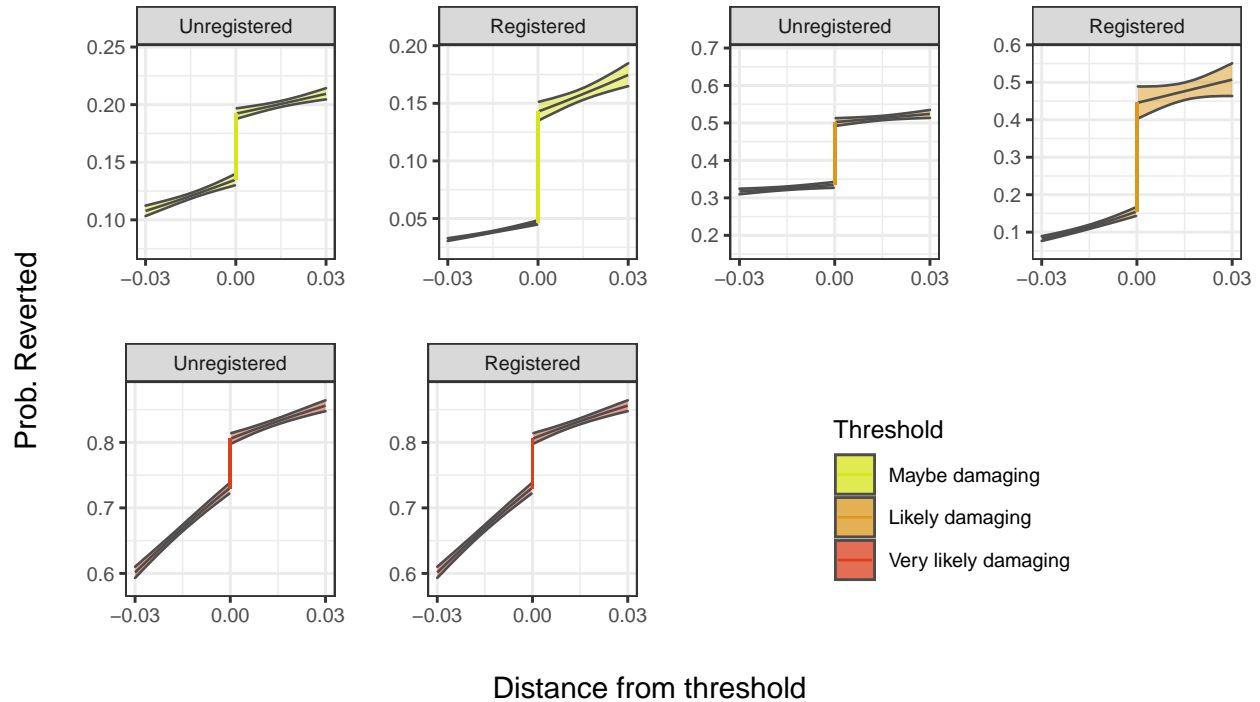 Unregistered
Registered
Unregistered
Registered
0.25
0.20
0.15
0.10
−0.03 0.00 0.03
0.20
0.15
0.10
0.05
−0.03 0.00 0.03
0.7
0.6
0.5
0.4
0.3
0.2
−0.03 0.00 0.03
0.6
0.5
0.4
0.3
0.2
0.1
−0.03 0.00 0.03
Prob. Reverted
Unregistered
Registered
0.8
0.7
0.6
−0.03 0.00 0.03
0.8
0.7
0.6
−0.03 0.00 0.03
Threshold
Maybe damaging
Likely damaging
Very likely damaging
Distance from threshold